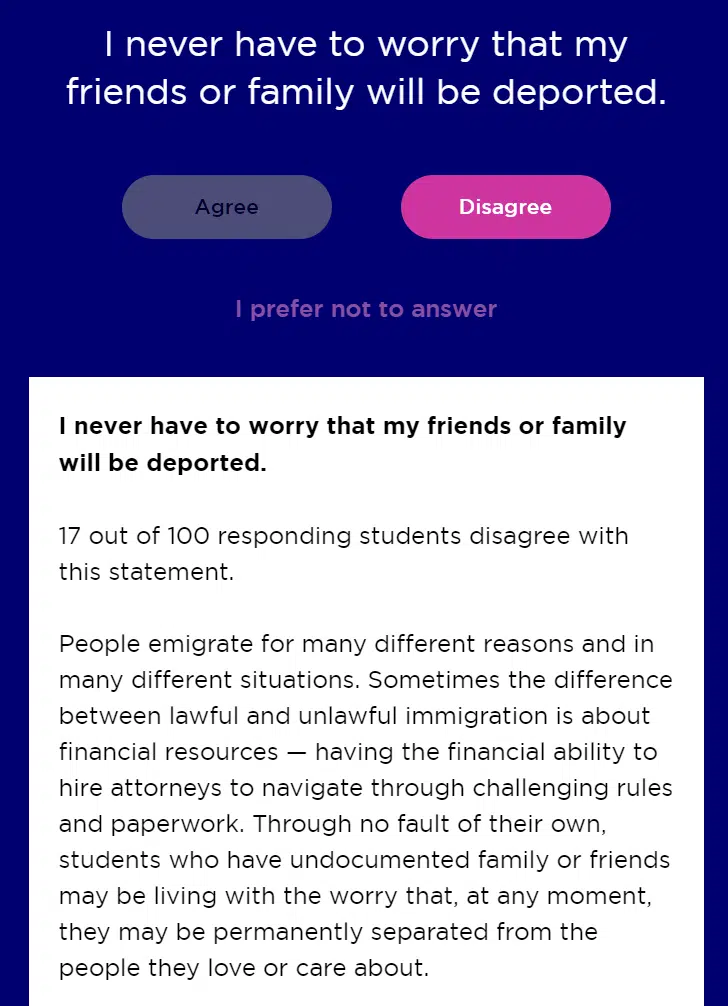 I never have to worry that my
friends or family will be deported.
Agree
Disagree
I prefer not to answer
I never have to worry that my friends or family
will be deported.
17 out of 100 responding students disagree with
this statement.
People emigrate for many different reasons and in
many different situations. Sometimes the difference
between lawful and unlawful immigration is about
financial resources — having the financial ability to
hire attorneys to navigate through challenging rules
and paperwork. Through no fault of their own,
students who have undocumented family or friends
may be living with the worry that, at any moment,
they may be permanently separated from the
people they love or care about.